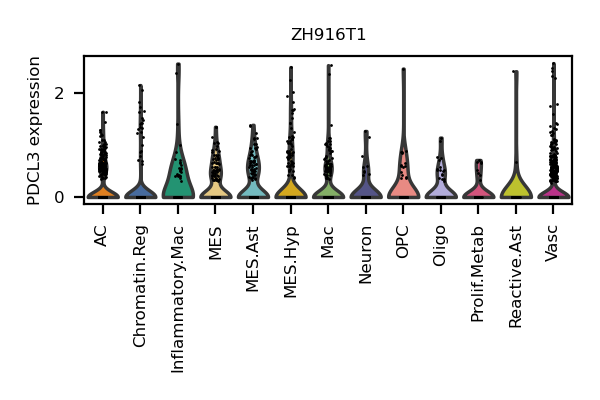 ZH916T1
PDCL3 expression
2
0
AC
Chromatin.Reg
Inflammatory.Mac
MES
MES.Ast
MES.Hyp
Mac
Neuron
OPC
Oligo
Prolif.Metab
Reactive.Ast
Vasc